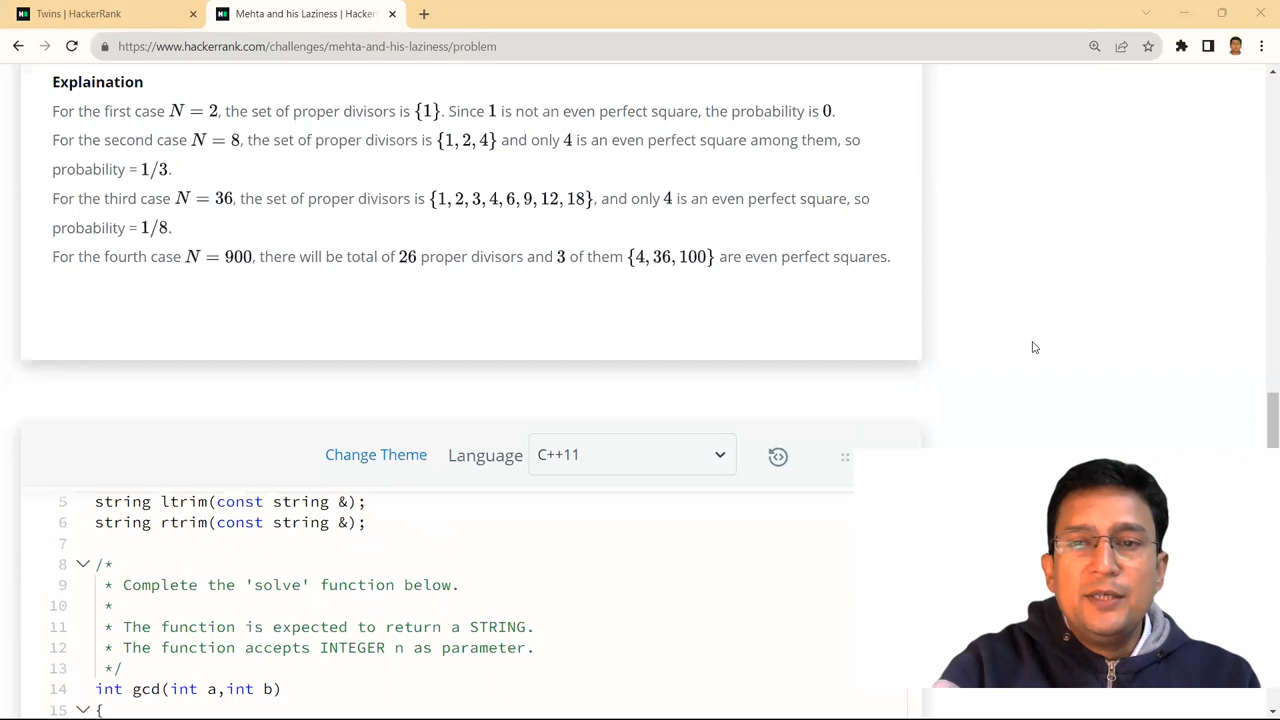 Twins | HackerRank
Mehta and his Laziness | Hacker
https://www.hackerrank.com/challenges/mehta-and-his-laziness/problem
Explaination
For the first case N = 2, the set of proper divisors is {1}. Since 1 is not an even perfect square, the probability is 0.
For the second case N = 8, the set of proper divisors is {1, 2, 4} and only 4 is an even perfect square among them, so
probability = 1/3.
For the third case N = 36, the set of proper divisors is {1, 2, 3, 4, 6, 9, 12, 18}, and only 4 is an even perfect square, so
probability = 1/8.
For the fourth case N = 900, there will be total of 26 proper divisors and 3 of them {4, 36, 100} are even perfect squares.
Change Theme Language C++11
5 string ltrim(const string &);
6 string rtrim(const string &);
7
8 /*
9 * Complete the 'solve' function below.
10 *
11 * The function is expected to return a STRING.
12 * The function accepts INTEGER n as parameter.
13 */
14 int gcd(int a,int b)
15 {